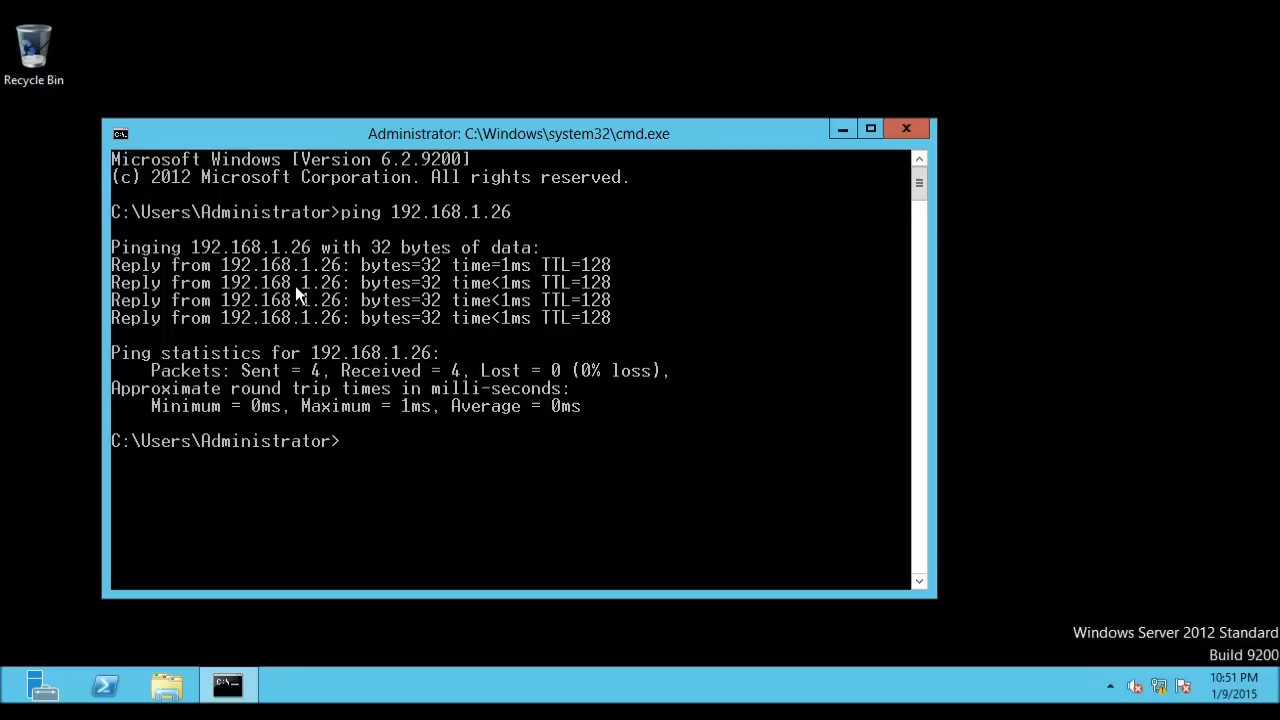 Recycle Bin
Administrator: C:\Windows\system32\cmd.exe
Microsoft Windows [Version 6.2.9200]
(c) 2012 Microsoft Corporation. All rights reserved.
C:\Users\Administrator>ping 192.168.1.26
Pinging 192.168.1.26 with 32 bytes of data:
Reply from 192.168.1.26: bytes=32 time=1ms TTL=128
Reply from 192.168.1.26: bytes=32 time<1ms TTL=128
Reply from 192.168.1.26: bytes=32 time<1ms TTL=128
Reply from 192.168.1.26: bytes=32 time<1ms TTL=128
Ping statistics for 192.168.1.26:
Packets: Sent = 4, Received = 4, Lost = 0 (0% loss),
Approximate round trip times in milli-seconds:
Minimum = 0ms, Maximum = 1ms, Average = 0ms
C:\Users\Administrator>
Windows Server 2012 Standard
Build 9200
10:51 PM
1/9/2015